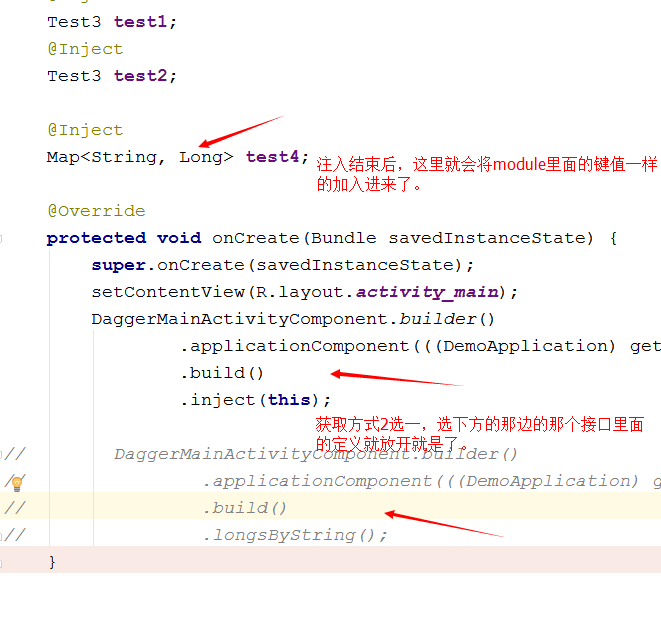 Test3 test1;
@Inject
Test3 test2;
@Inject
Map<String, Long> test4;
注入结束后，这里就会将module里面的键值一样
的加入进来了。
@Override
protected void onCreate(Bundle savedInstanceState) {
super.onCreate(savedInstanceState);
setContentView(R.layout.activity_main);
DaggerMainActivityComponent.builder()
.applicationComponent(((DemoApplication) get
.build()
.inject(this);
获取方式2选一，选下方的那边的那个接口里面
的定义就放开就是了。
// DaggerMainActivityComponent.builder()
// .applicationComponent(((DemoApplication) g
// .build()
// .longsByString();
}